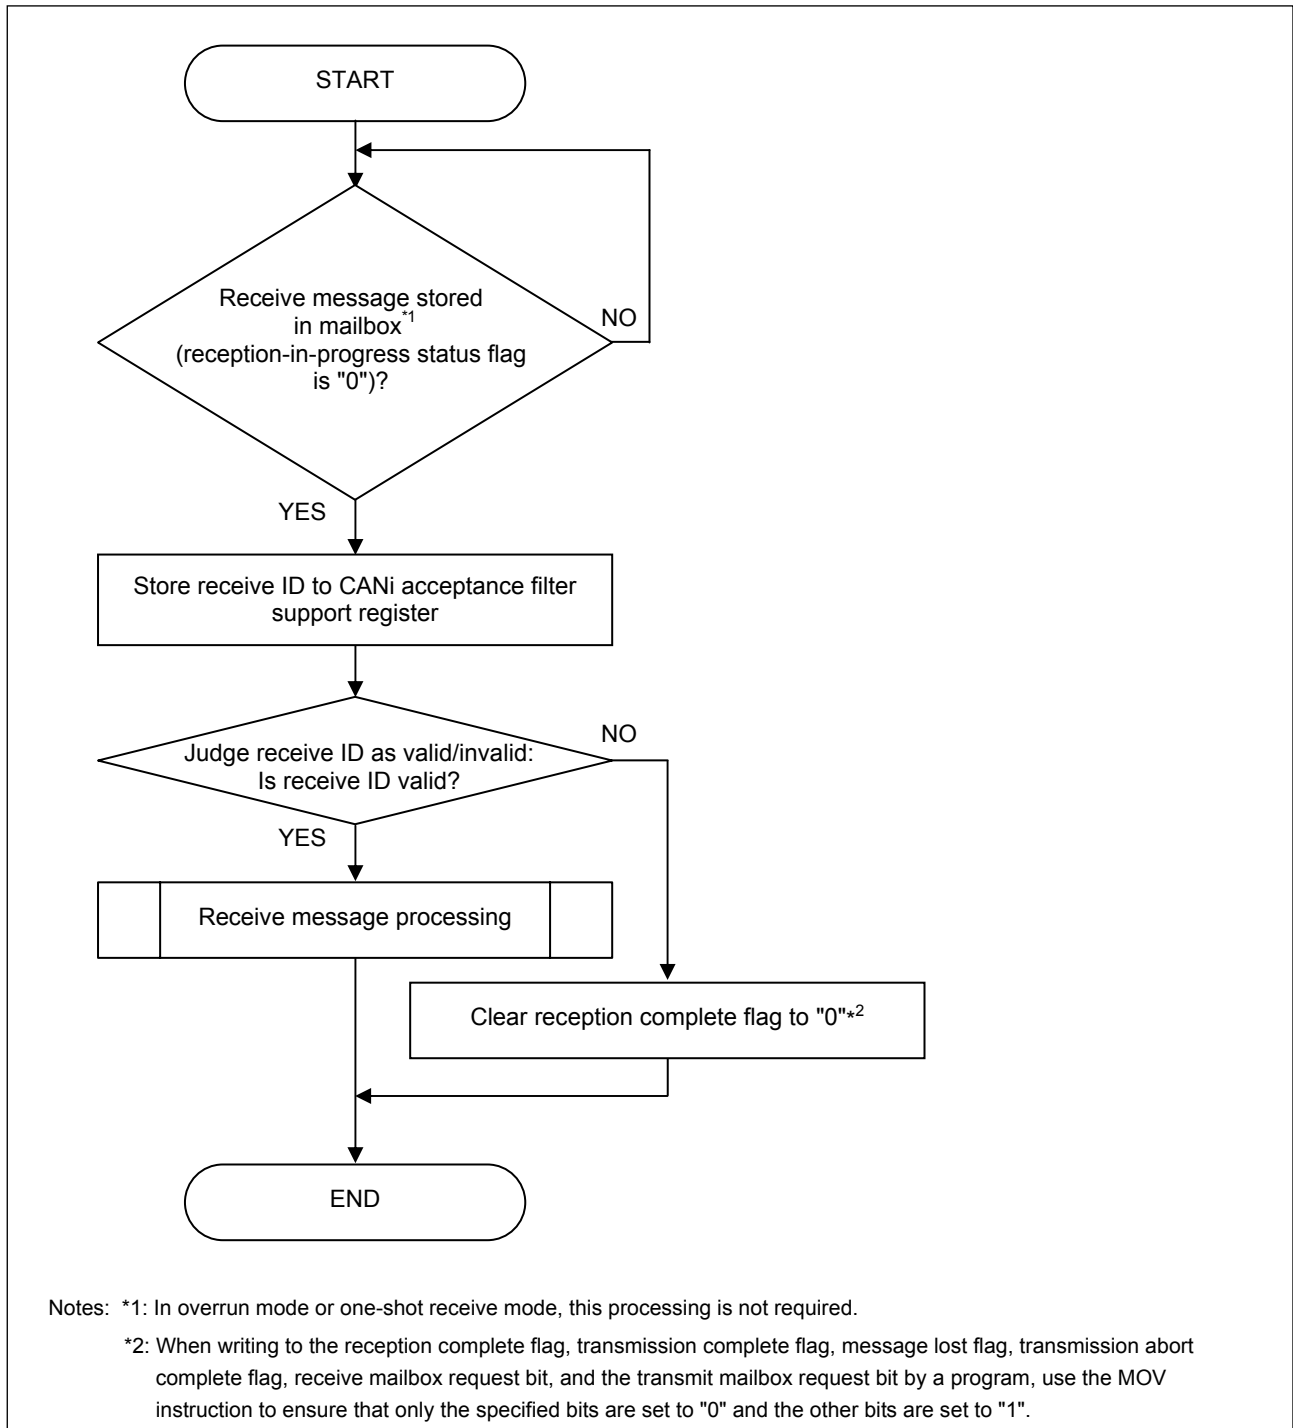 START
Receive message stored
in mailbox*1
(reception-in-progress status flag
is "0")?
NO
YES
Store receive ID to CANi acceptance filter
support register
NO
Judge receive ID as valid/invalid:
Is receive ID valid?
YES
Receive message processing
Clear reception complete flag to "0"*2
END
Notes: *1: In overrun mode or one-shot receive mode, this processing is not required.
*2: When writing to the reception complete flag, transmission complete flag, message lost flag, transmission abort
complete flag, receive mailbox request bit, and the transmit mailbox request bit by a program, use the MOV
instruction to ensure that only the specified bits are set to "0" and the other bits are set to "1".